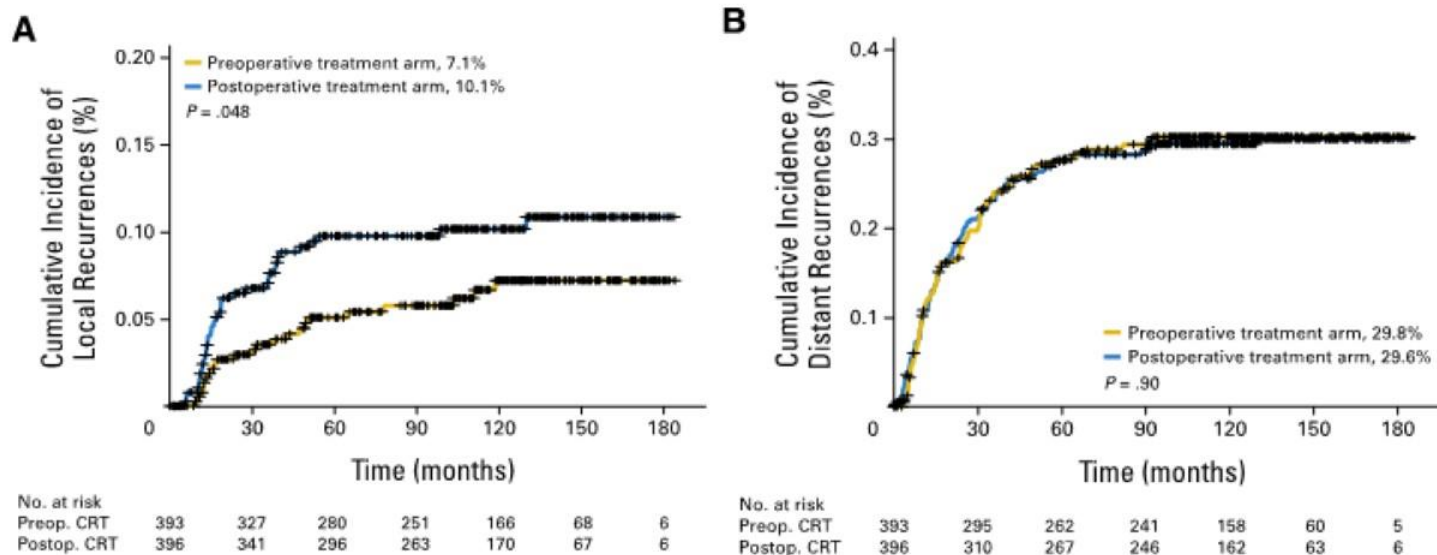 A
Cumulative Incidence of
Local Recurrences (%)
0.20
0.15
0.10
0.05
Preoperative treatment arm, 7.1%
Postoperative treatment arm, 10.1%
P = .048
0 30 60 90 120 150 180
Time (months)
No. at risk
Preop. CRT 393 327 280 251 166 68 6
Postop. CRT 396 341 296 263 170 67 6
B
Cumulative Incidence of
Distant Recurrences (%)
0.4
0.3
0.2
0.1
Preoperative treatment arm, 29.8%
Postoperative treatment arm, 29.6%
P = .90
0 30 60 90 120 150 180
Time (months)
No. at risk
Preop. CRT 393 295 262 241 158 60 5
Postop. CRT 396 310 267 246 162 63 6